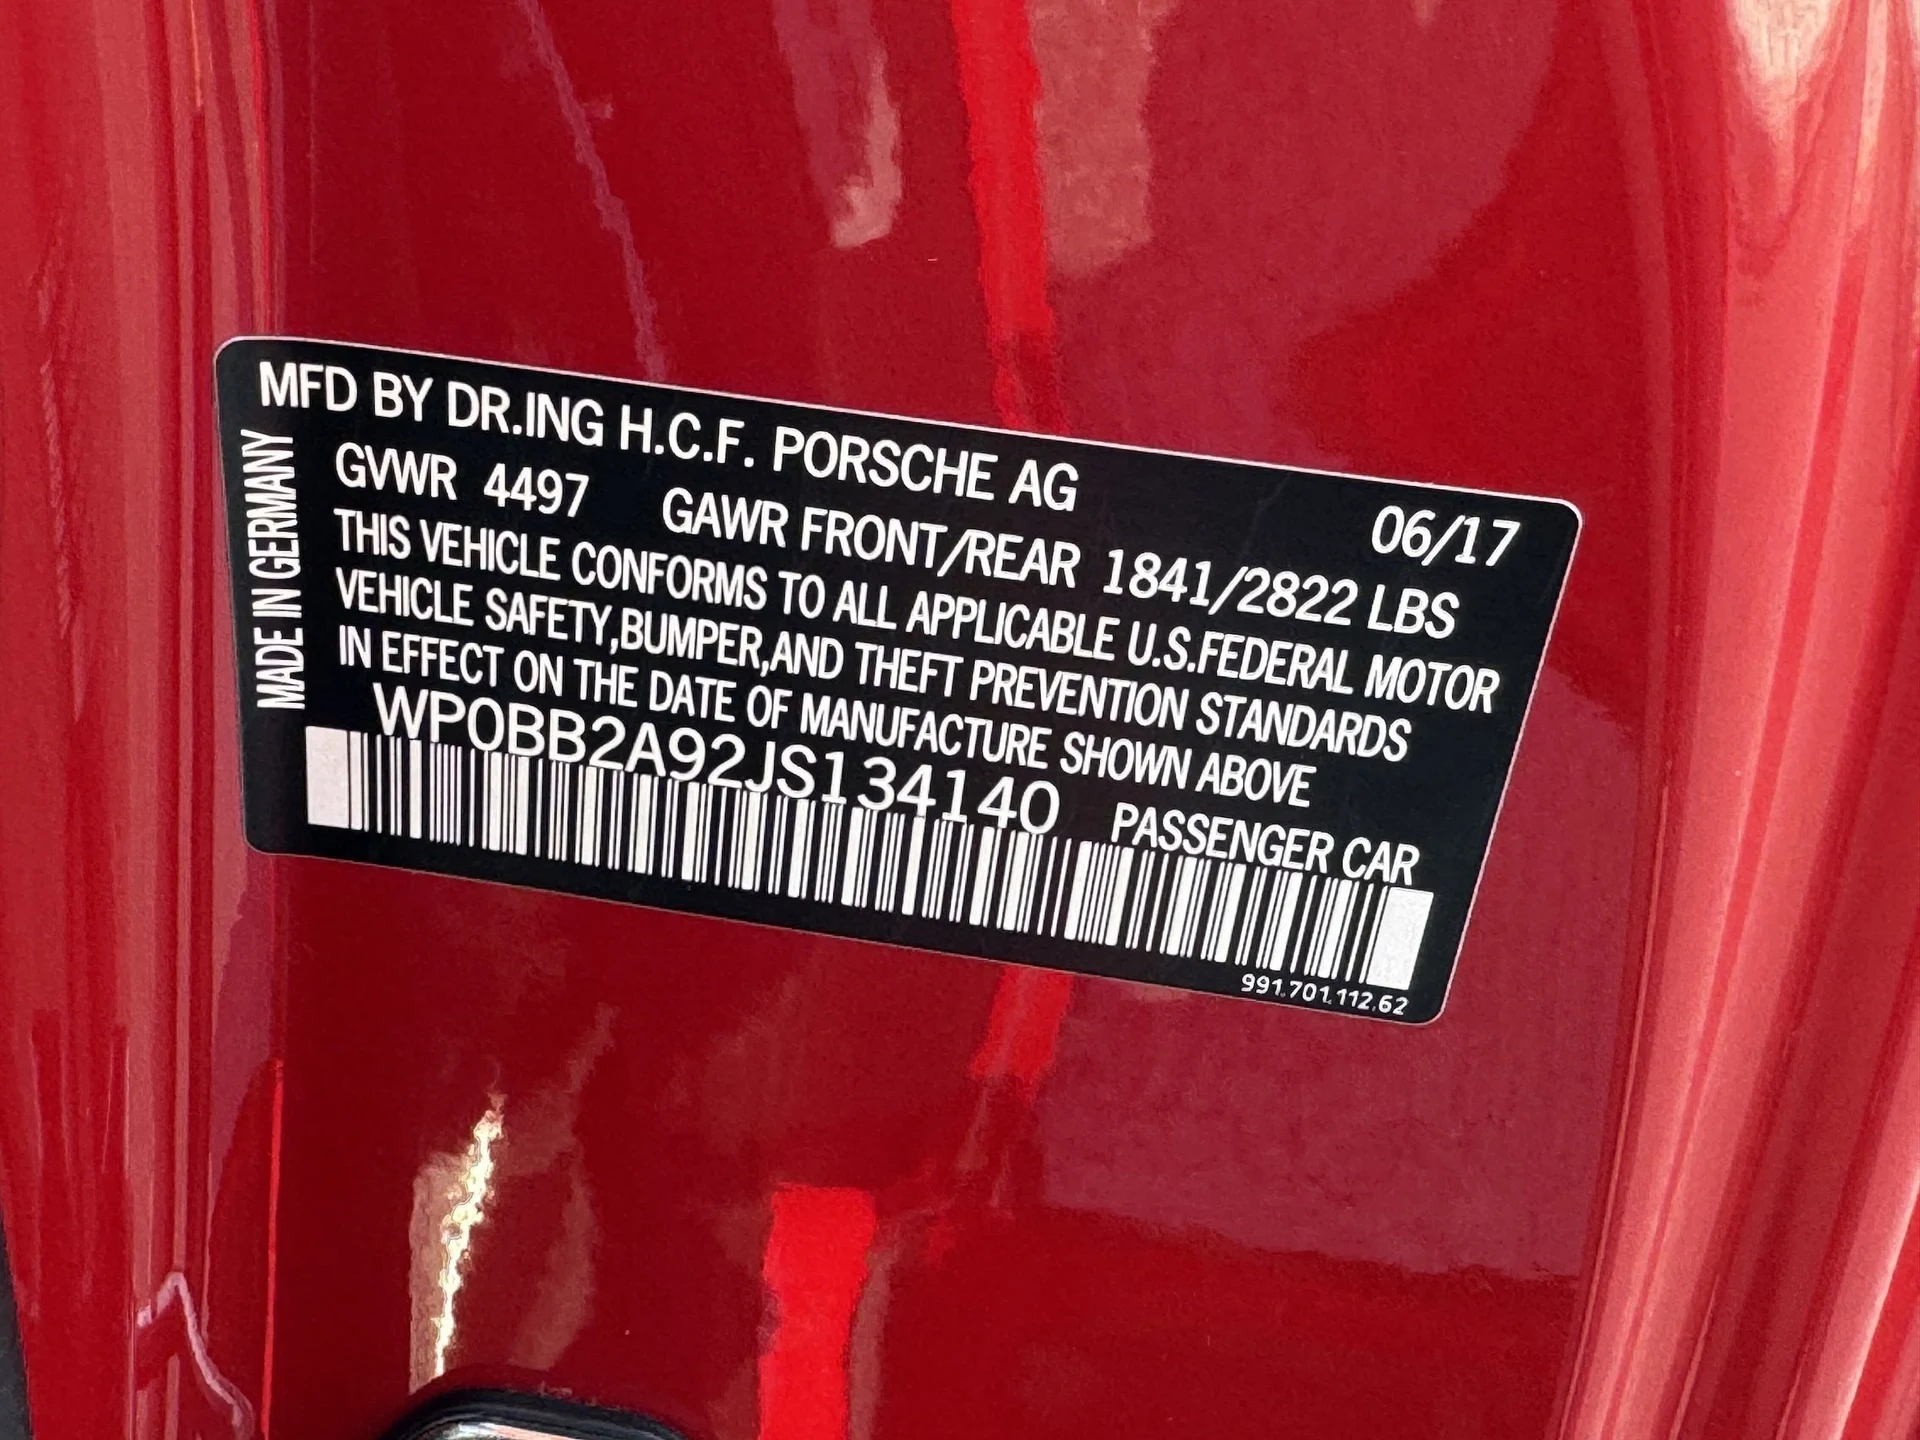 MFD BY DR.ING H.C.F. PORSCHE AG 06/17
MADE IN GERMANY
GVWR 4497 GAWR FRONT/REAR 1841/2822 LBS
THIS VEHICLE CONFORMS TO ALL APPLICABLE U.S.FEDERAL MOTOR
VEHICLE SAFETY,BUMPER,AND THEFT PREVENTION STANDARDS
IN EFFECT ON THE DATE OF MANUFACTURE SHOWN ABOVE
WP0BB2A92JS134140 PASSENGER CAR
991.701.112.62